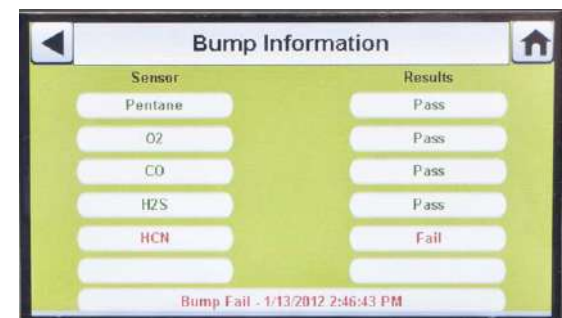 Bump Information
Sensor Results
Pentane Pass
O2 Pass
CO Pass
H2S Pass
HCN Fail
Bump Fail - 1/13/2012 2:46:43 PM